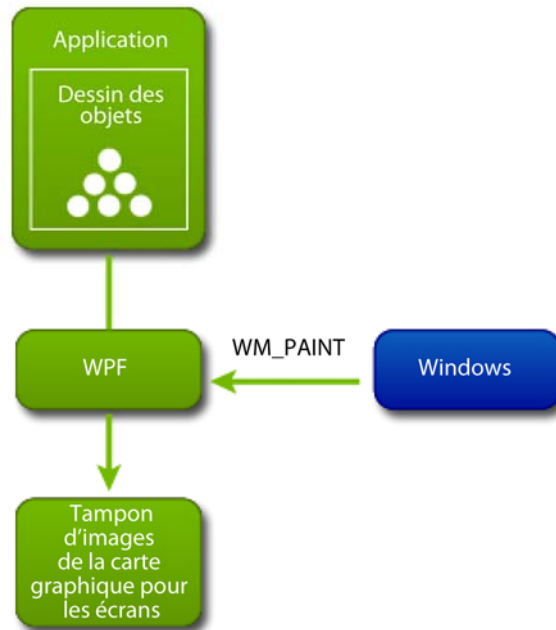 Application
Dessin des
objets
WPF
WM_PAINT
Windows
Tampon
d’images
de la carte
graphique pour
les écrans